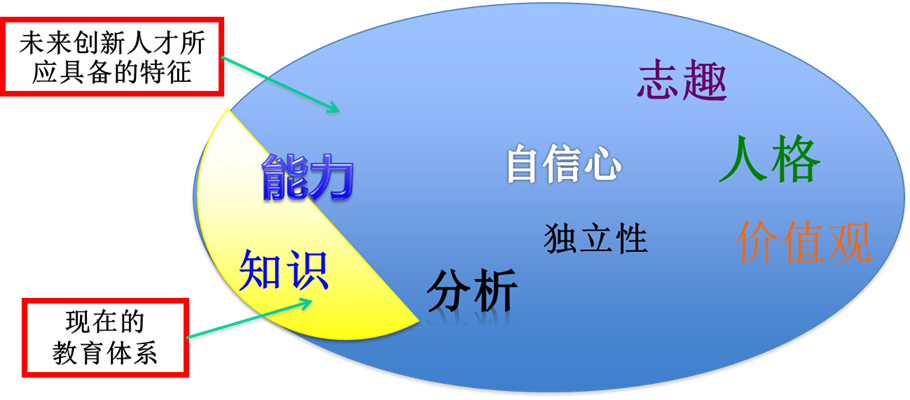 未来创新人才所
应具备的特征
志趣
能力
自信心
人格
独立性
价值观
知识
分析
现在的
教育体系